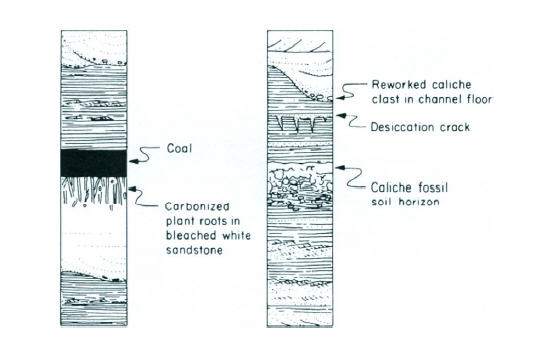 Coal
Carbonized
plant roots in
bleached white
sandstone
Reworked caliche
clast in channel floor
Desiccation crack
Caliche fossil
soil horizon